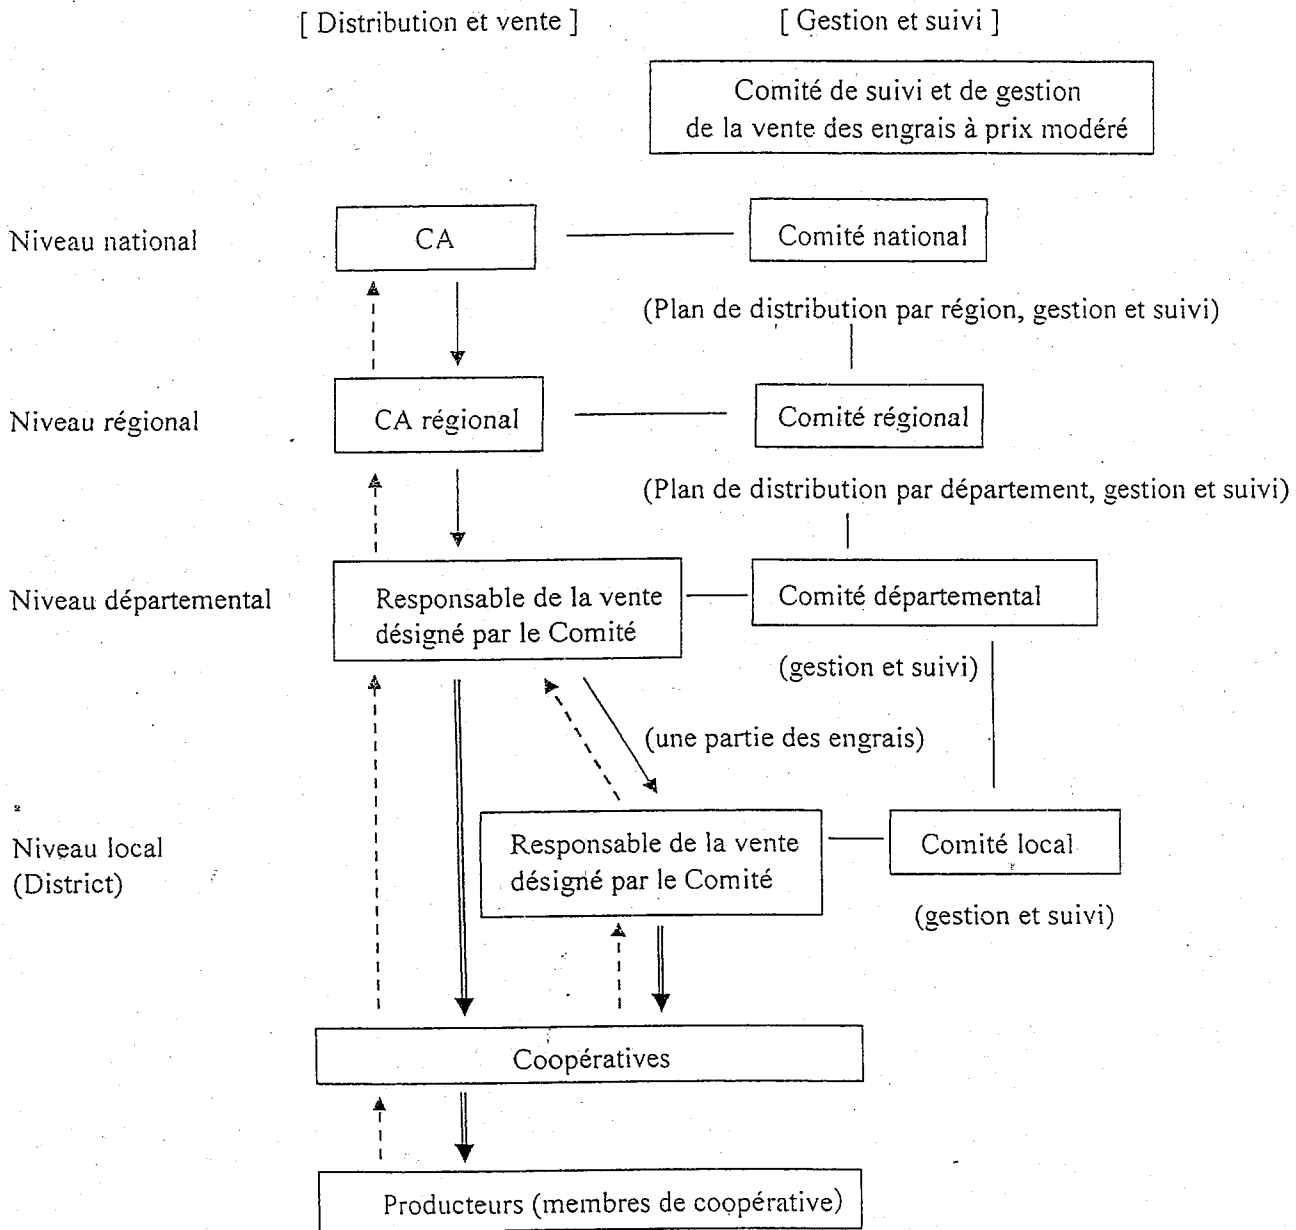 [ Distribution et vente ]
[ Gestion et suivi ]
Comité de suivi et de gestion
de la vente des engrais à prix modéré
Niveau national
CA
Comité national
(Plan de distribution par région, gestion et suivi)
Niveau régional
CA régional
Comité régional
(Plan de distribution par département, gestion et suivi)
Niveau départemental
Responsable de la vente
désigné par le Comité
Comité départemental
(gestion et suivi)
(une partie des engrais)
Niveau local
(District)
Responsable de la vente
désigné par le Comité
Comité local
(gestion et suivi)
Coopératives
Producteurs (membres de coopérative)